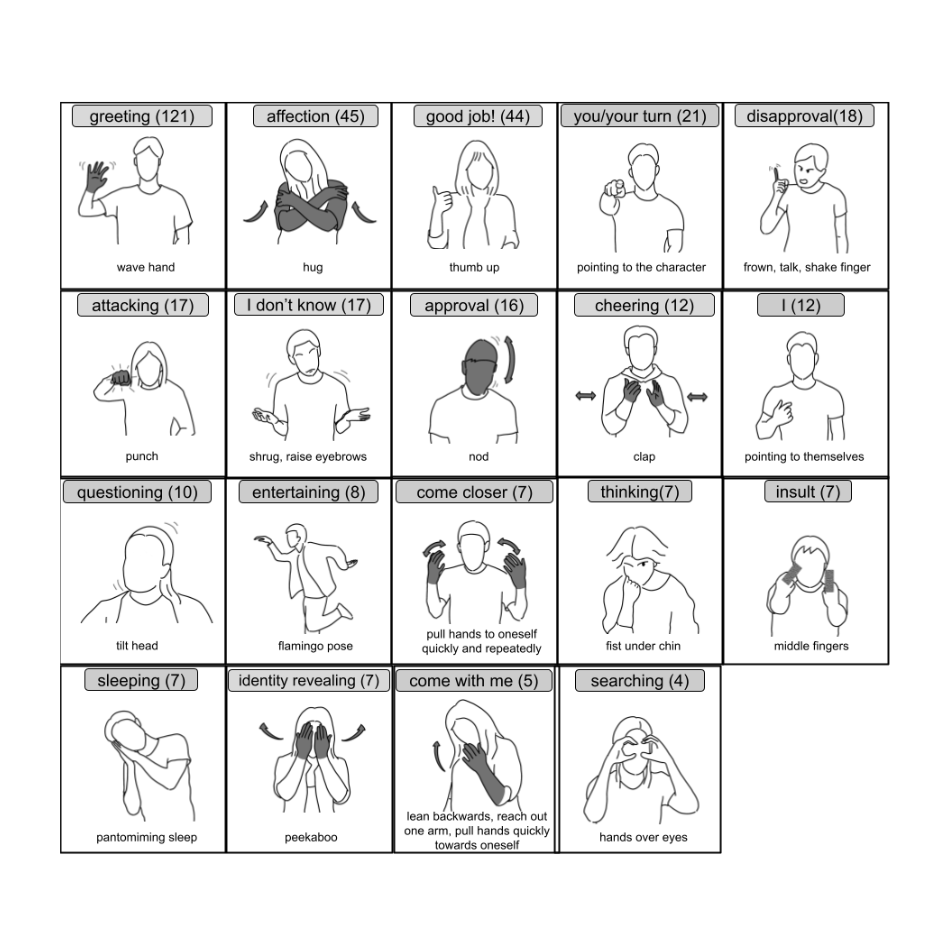 greeting (121)
wave hand
affection (45)
hug
good job! (44)
thumb up
you/your turn (21)
pointing to the character
disapproval(18)
frown, talk, shake finger
attacking (17)
punch
I don't know (17)
shrug, raise eyebrows
approval (16)
nod
cheering (12)
clap
I (12)
pointing to themselves
questioning (10)
tilt head
entertaining (8)
flamingo pose
come closer (7)
pull hands to oneself
quickly and repeatedly
thinking(7)
fist under chin
insult (7)
middle fingers
sleeping (7)
pantomiming sleep
identity revealing (7)
peekaboo
come with me (5)
lean backwards, reach out
one arm, pull hands quickly
towards oneself
searching (4)
hands over eyes